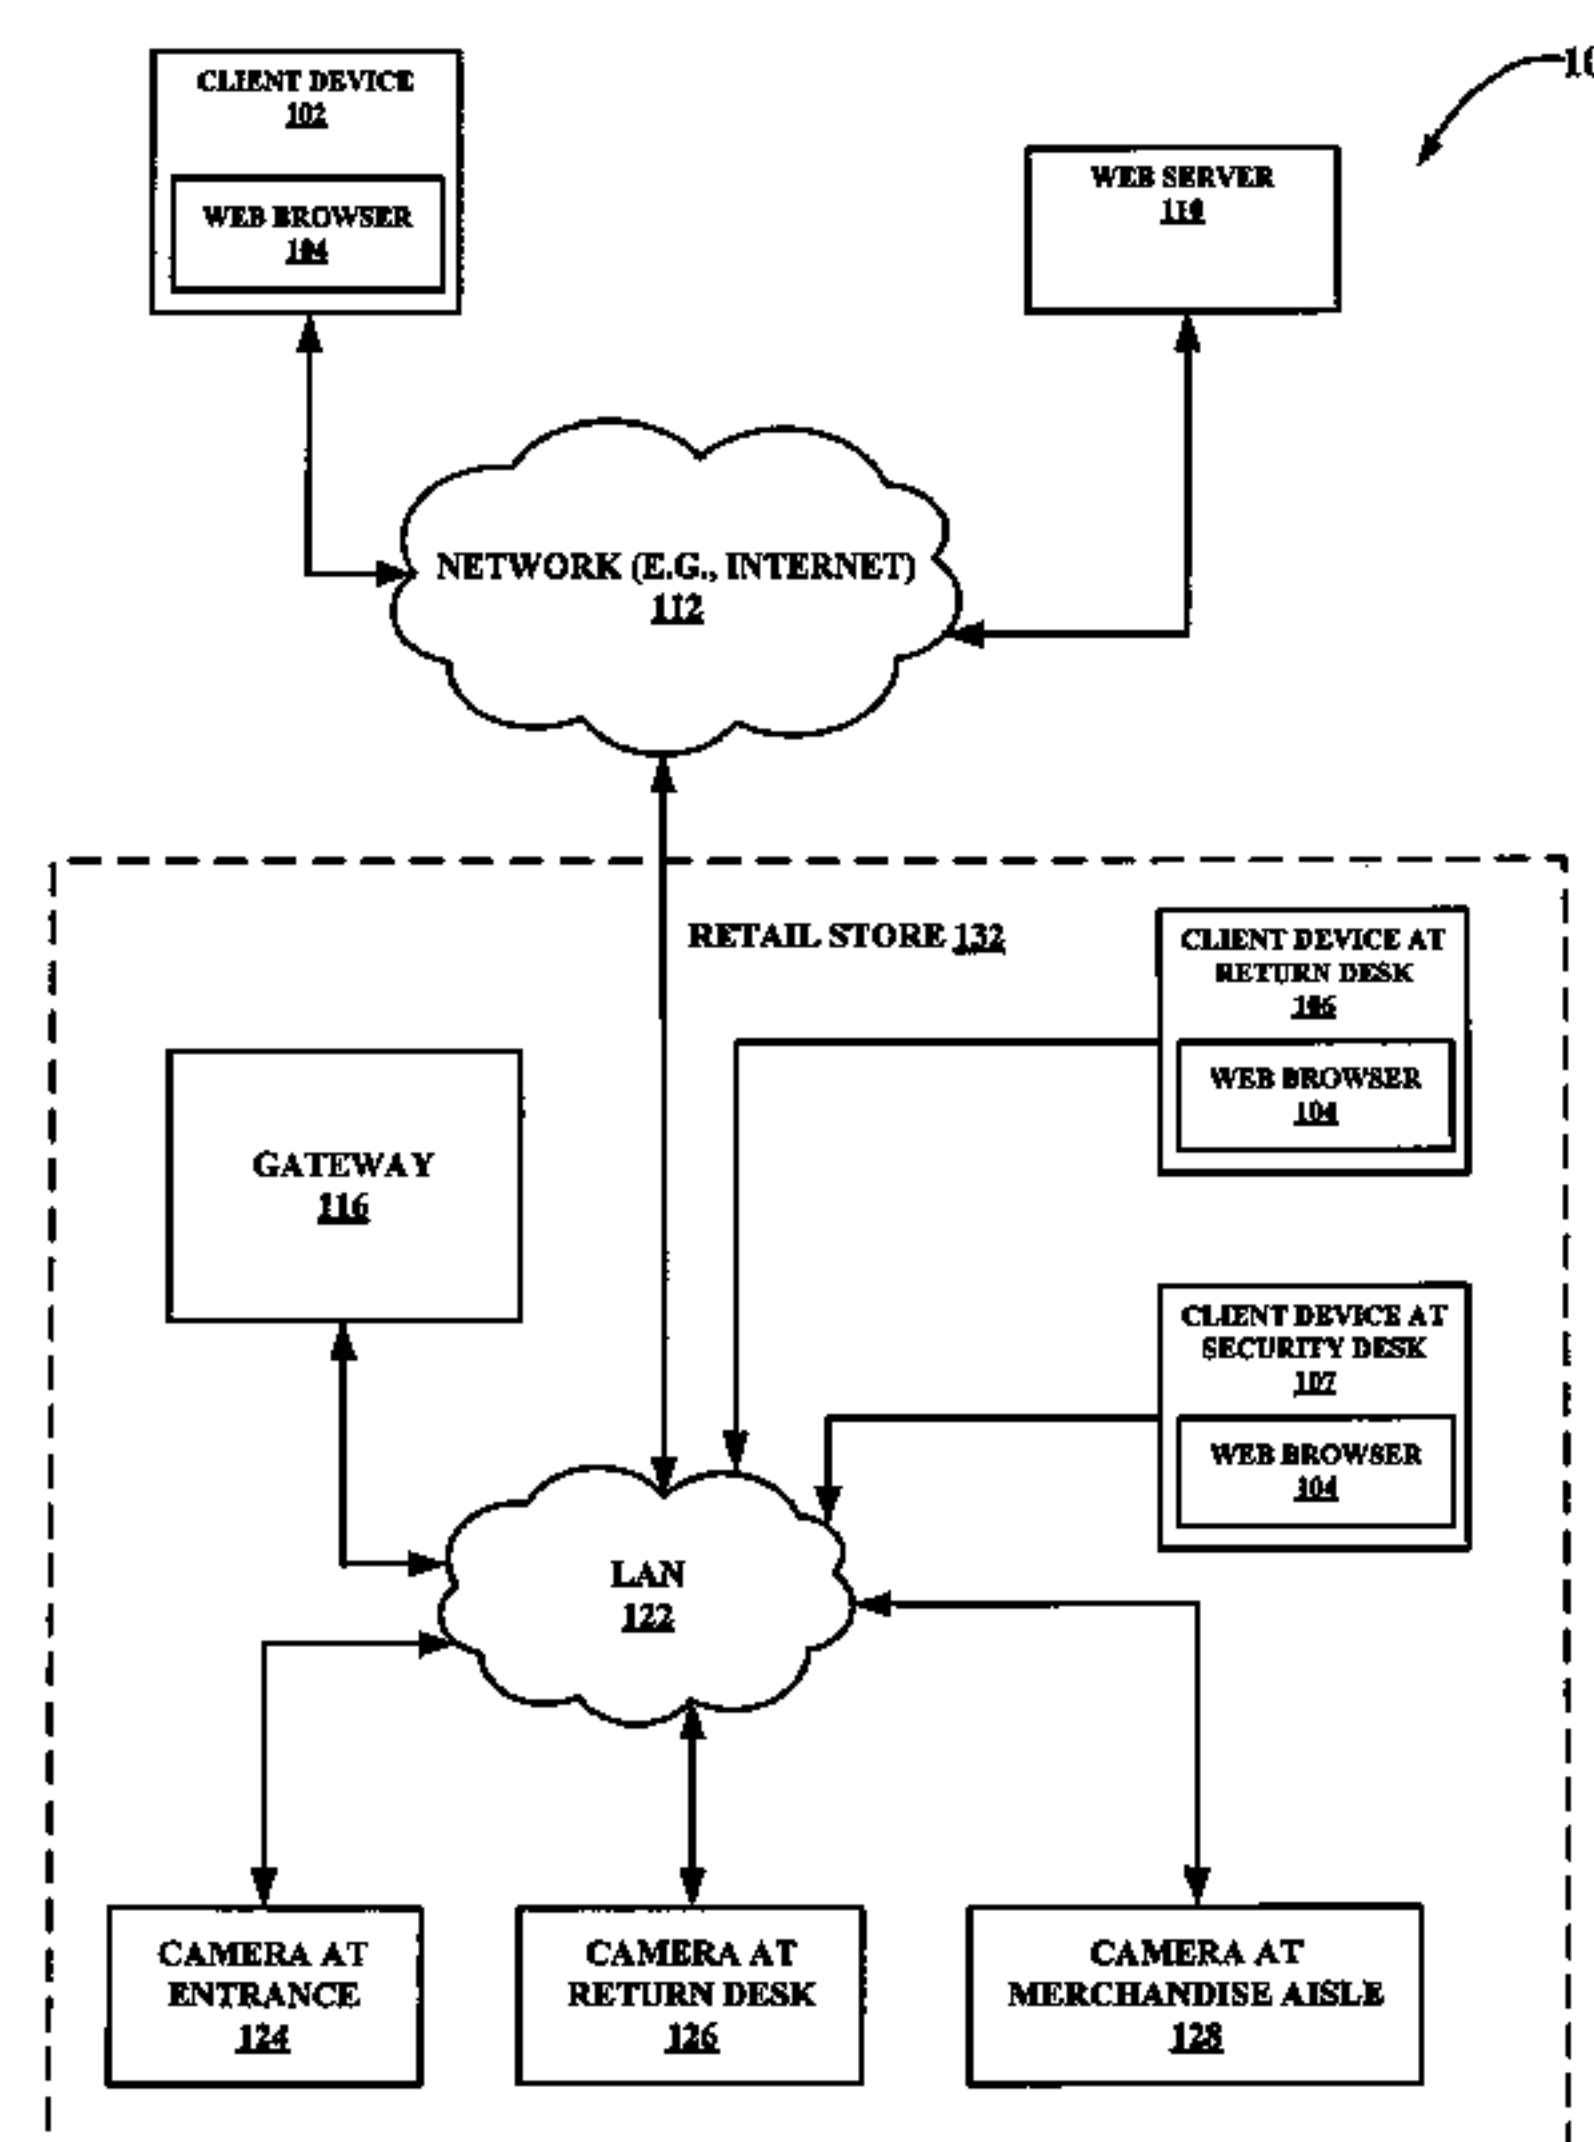 CLIENT DEVICE
102
WEB BROWSER
104
10
WEB SERVER
110
NETWORK (E.G., INTERNET)
112
RETAIL STORE 132
CLIENT DEVICE AT
RETURN DESK
106
WEB BROWSER
104
GATEWAY
116
CLIENT DEVICE AT
SECURITY DESK
107
WEB BROWSER
104
LAN
122
CAMERA AT
ENTRANCE
124
CAMERA AT
RETURN DESK
126
CAMERA AT
MERCHANDISE AISLE
128